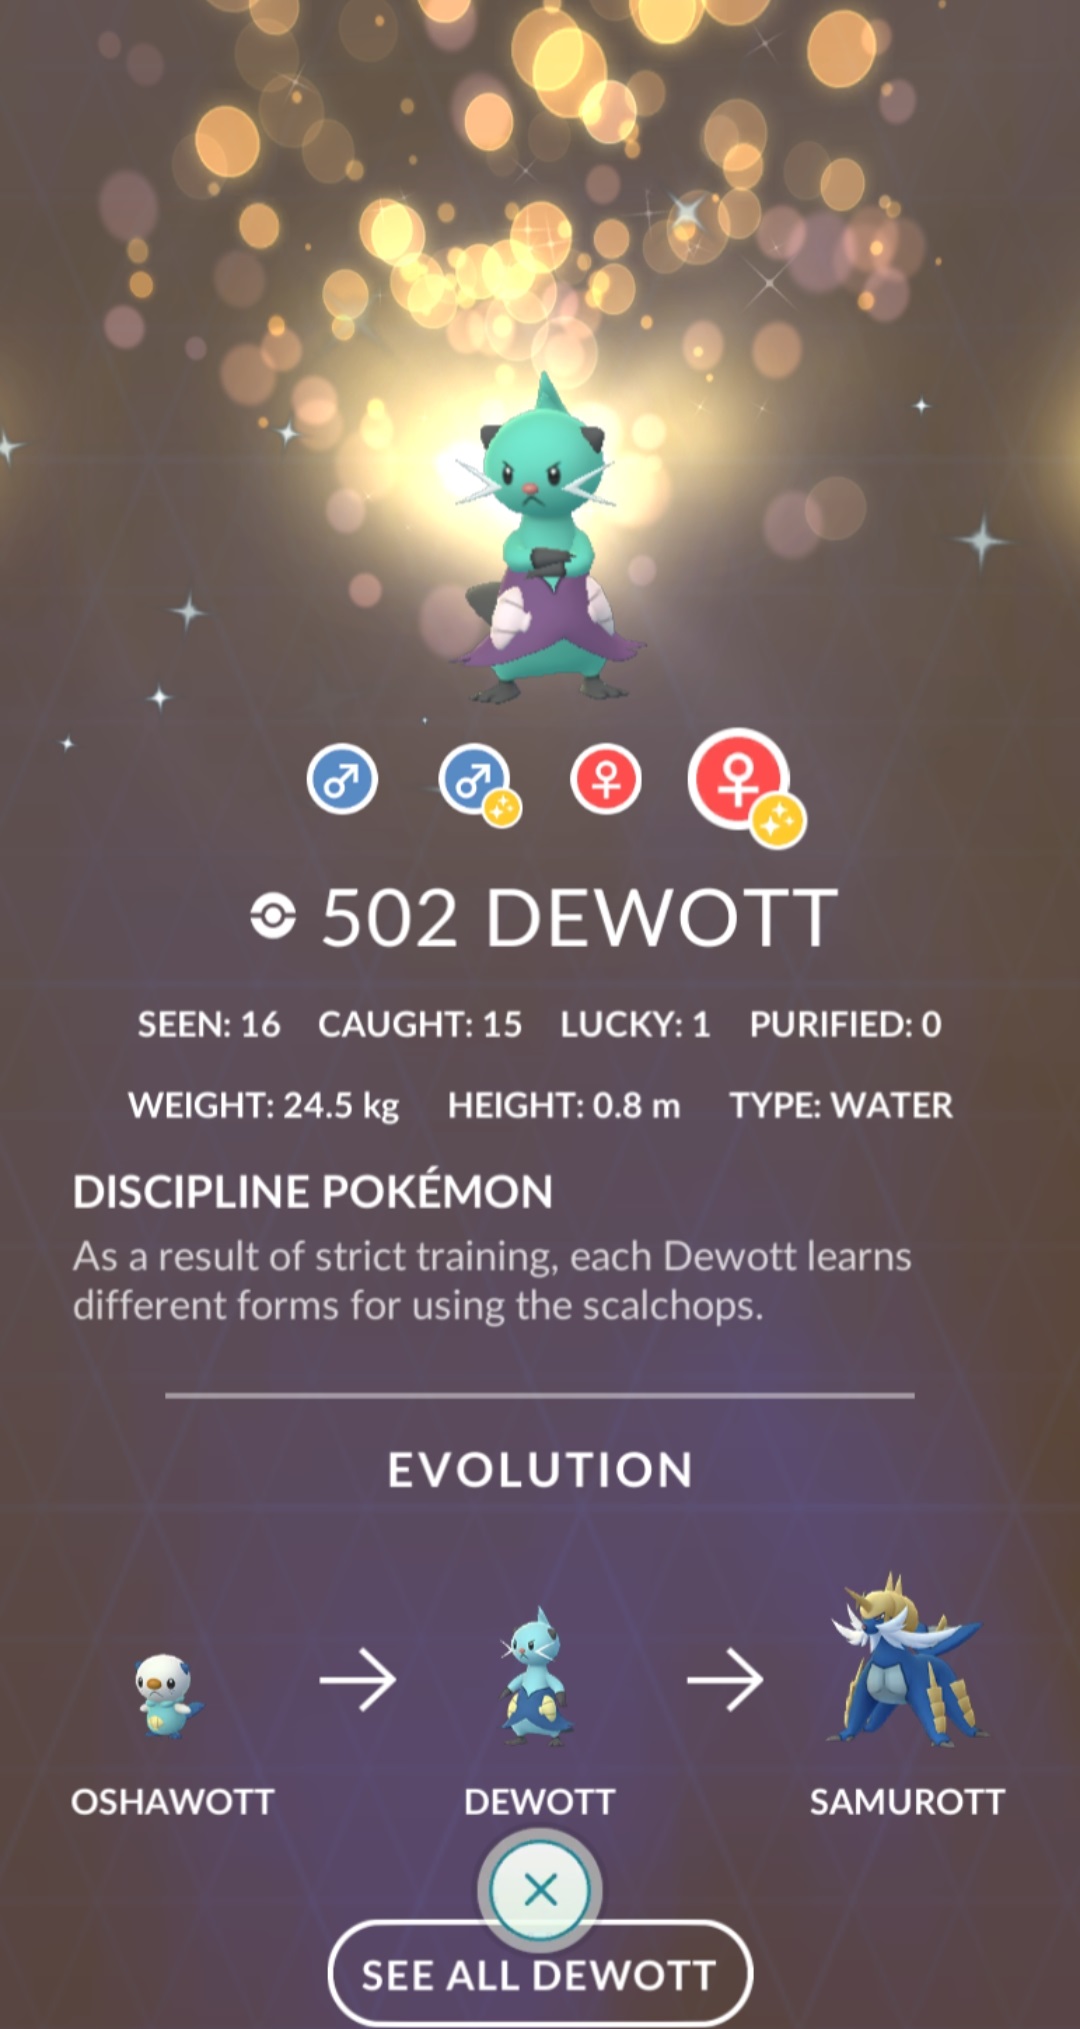 502 DEWOTT
SEEN: 16 CAUGHT: 15 LUCKY: 1 PURIFIED: 0
WEIGHT: 24.5 kg HEIGHT: 0.8 m TYPE: WATER
DISCIPLINE POKÉMON
As a result of strict training, each Dewott learns
different forms for using the scalchops.
EVOLUTION
OSHAWOTT DEWOTT SAMUROTT
SEE ALL DEWOTT